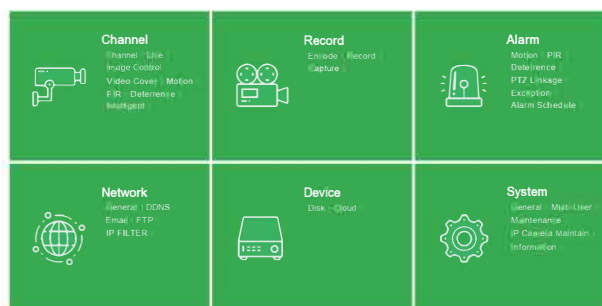 Channel
Channel | Live |
Image Control
Video Cover | Motion
PIR | Deterrence |
Intelligent
Record
Encode | Record |
Capture
Alarm
Motion | PIR |
Deterrence
PTZ Linkage
Exception
Alarm Schedule
Network
General | DDNS
Email | FTP
IP FILTER
Device
Disk | Cloud
System
General | Multi-User
Maintenance
IP Camera Maintain
Information